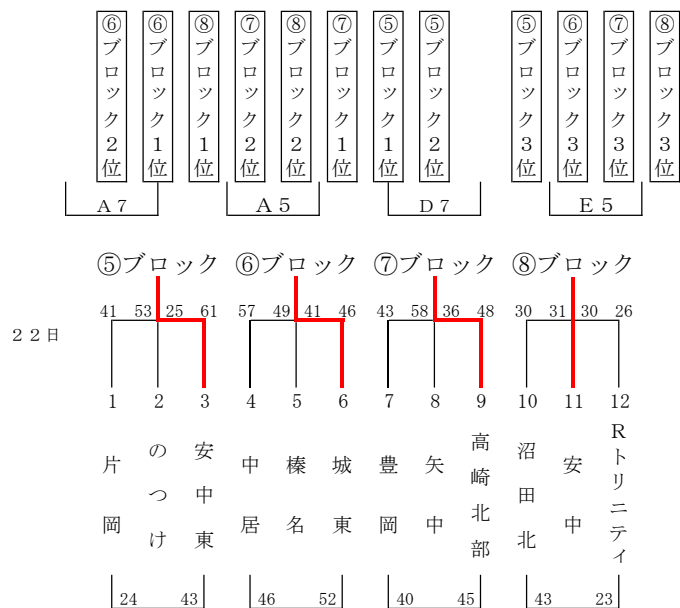 ⑥ブロック2位
⑥ブロック1位
⑧ブロック1位
⑦ブロック2位
⑧ブロック2位
⑦ブロック1位
⑤ブロック1位
⑤ブロック2位
⑤ブロック3位
⑥ブロック3位
⑦ブロック3位
⑧ブロック3位
A7 A5 D7 E5
⑤ブロック ⑥ブロック ⑦ブロック ⑧ブロック
41 53 25 61 57 49 41 46 43 58 36 48 30 31 30 26
22日
1 2 3 4 5 6 7 8 9 10 11 12
片岡
のつけ
安中東
中居
榛名
城東
豊岡
矢中
高崎北部
沼田北
安中
Rトリニティ
24 43 46 52 40 45 43 23